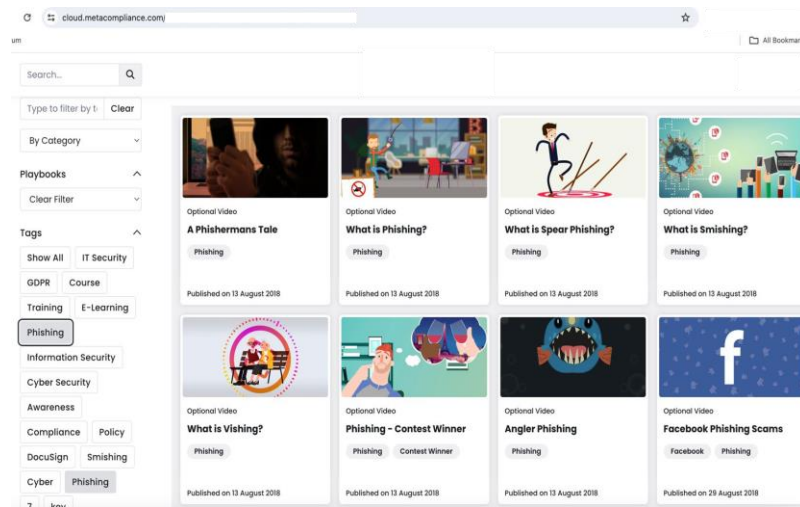 cloud.metacompliance.com/
um
All Bookmar
Search...
Type to filter by t
Clear
By Category
Playbooks
Clear Filter
Tags
Show All
IT Security
GDPR
Course
Training
E-Learning
Phishing
Information Security
Cyber Security
Awareness
Compliance
Policy
DocuSign
Smishing
Cyber
Phishing
Optional Video
A Phishermans Tale
Phishing
Published on 13 August 2018
Optional Video
What is Phishing?
Phishing
Published on 13 August 2018
Optional Video
What is Spear Phishing?
Phishing
Published on 13 August 2018
Optional Video
What is Smishing?
Phishing
Published on 13 August 2018
Optional Video
What is Vishing?
Phishing
Published on 13 August 2018
Optional Video
Phishing - Contest Winner
Phishing
Contest Winner
Published on 13 August 2018
Optional Video
Angler Phishing
Phishing
Published on 13 August 2018
f
Optional Video
Facebook Phishing Scams
Facebook
Phishing
Published on 29 August 2018